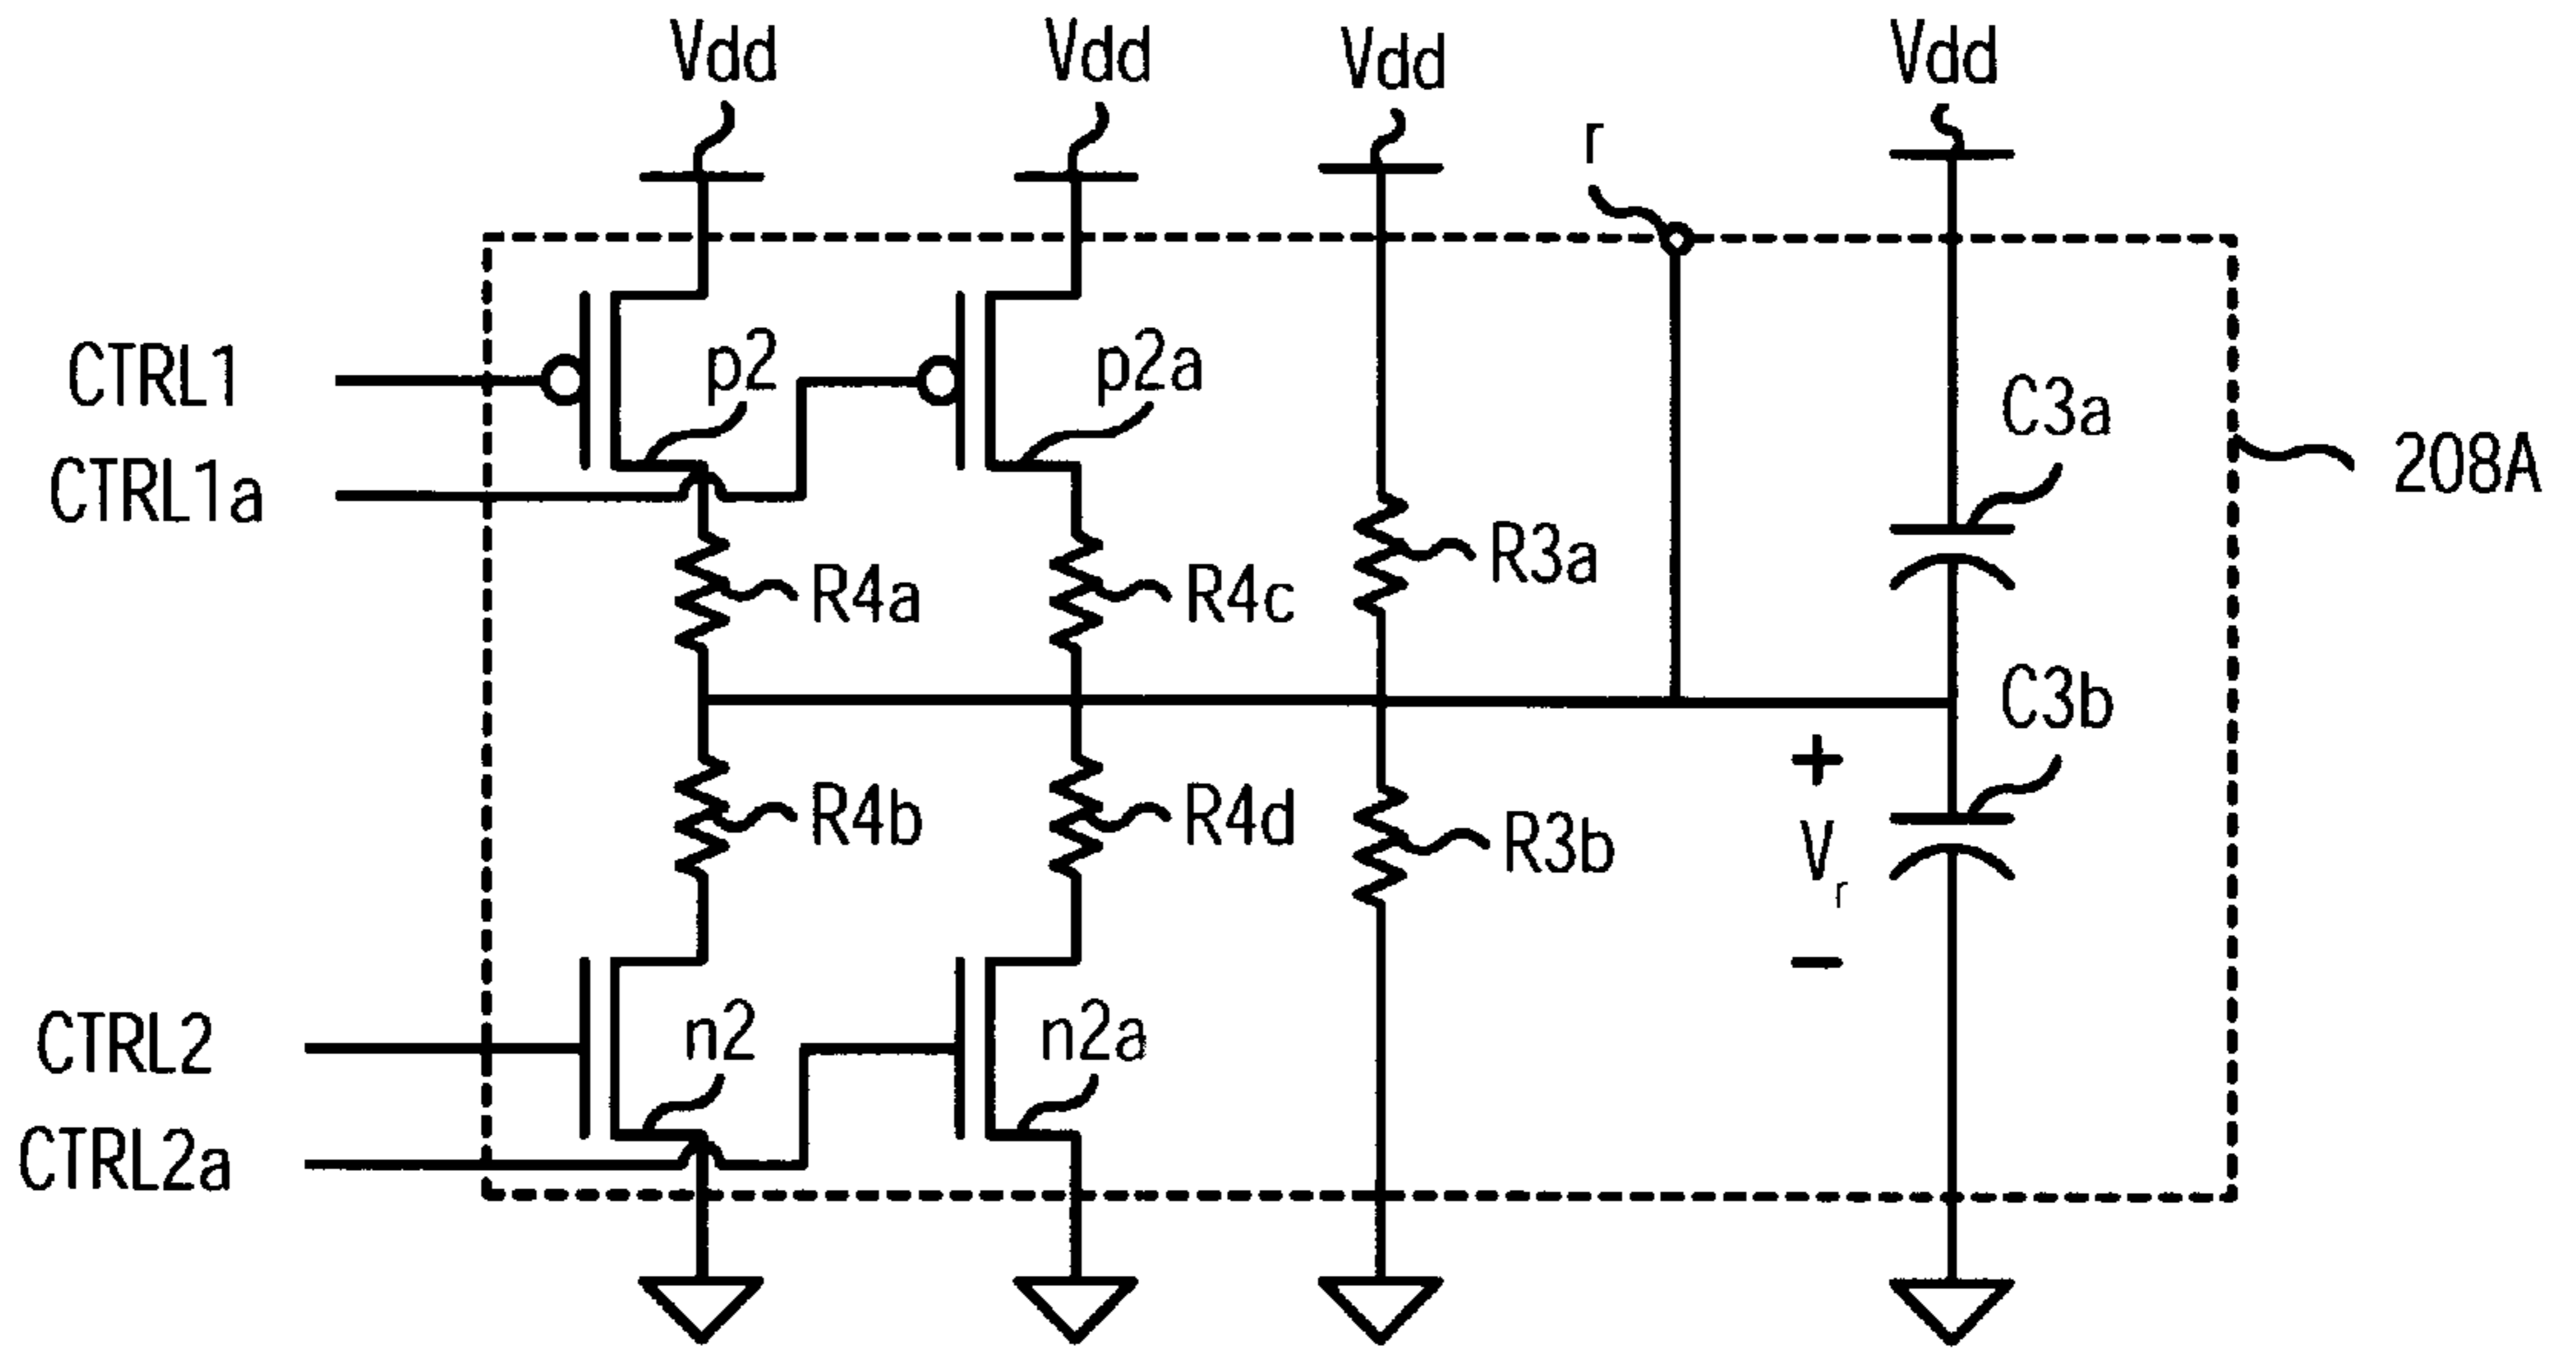 Vdd
Vdd
Vdd
Vdd
r
CTRL1
p2
p2a
C3a
CTRL1a
208A
R4a
R4c
R3a
C3b
+
R4b
R4d
R3b
Vr
−
CTRL2
n2
n2a
CTRL2a